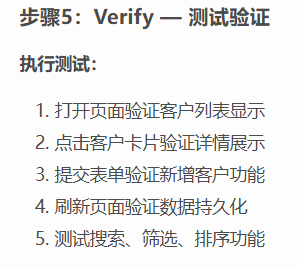 步骤5：Verify — 测试验证
执行测试：
1. 打开页面验证客户列表显示
2. 点击客户卡片验证详情展示
3. 提交表单验证新增客户功能
4. 刷新页面验证数据持久化
5. 测试搜索、筛选、排序功能